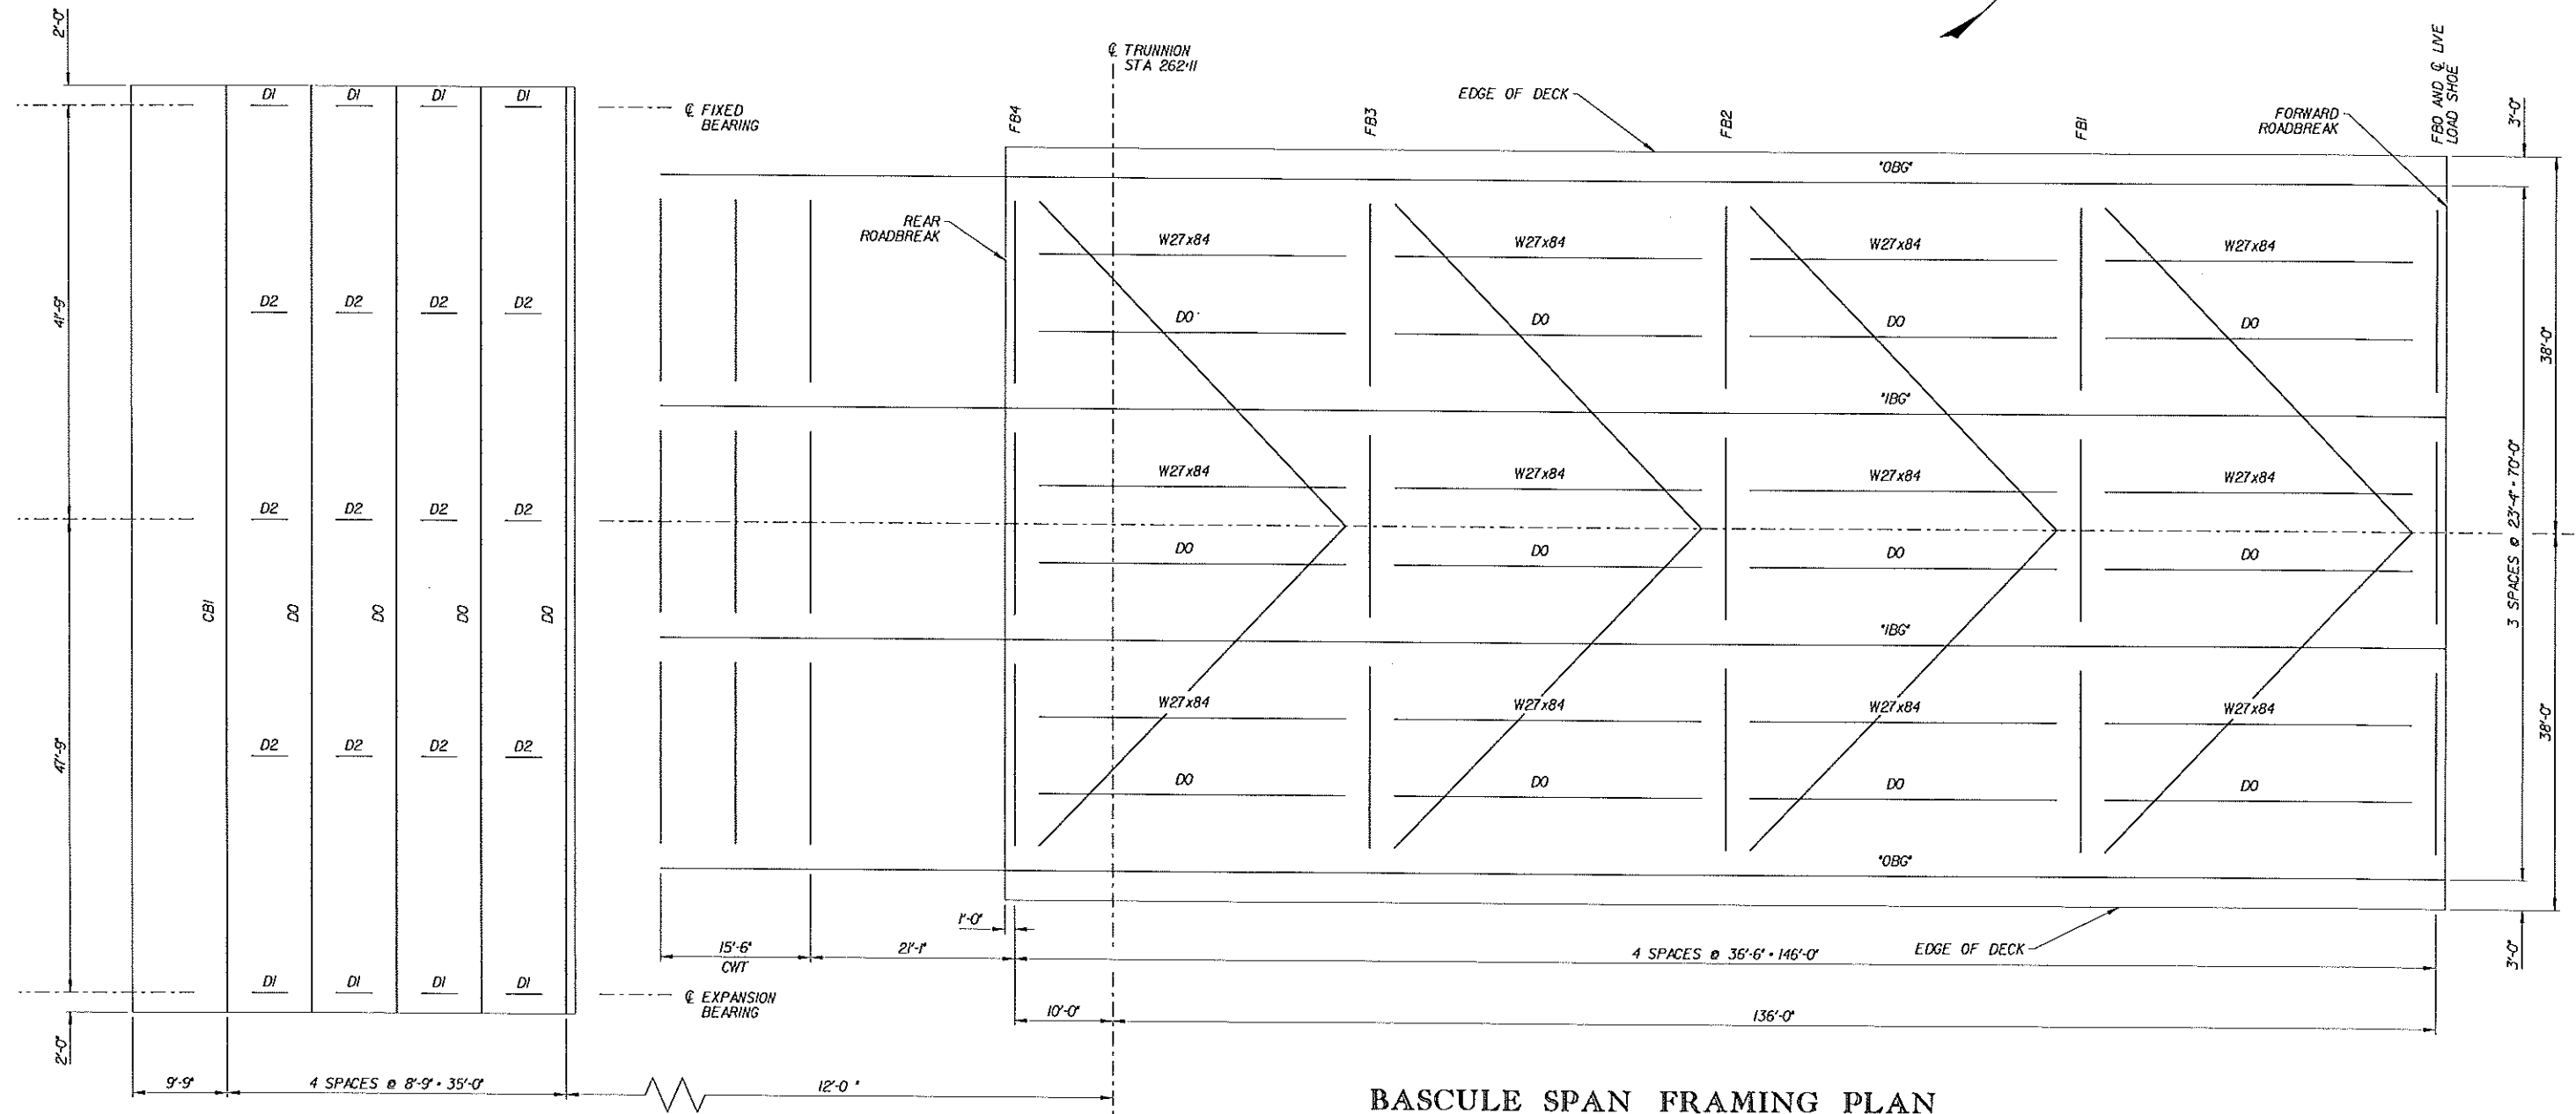 2'-0"
℄ TRUNNION
STA 262+11
FB0 AND ℄ LIVE
LOAD SHOE
D1 D1 D1 D1
℄ FIXED
BEARING
EDGE OF DECK
FB4
FB3
FB2
FB1
FORWARD
ROADBREAK
3'-0"
"OBG"
REAR
ROADBREAK
W27x84 W27x84 W27x84 W27x84
D2 D2 D2 D2
DO DO DO DO
38'-0"
"IBG"
W27x84 W27x84 W27x84 W27x84
D2 D2 D2 D2
DO DO DO DO
3 SPACES @ 23'-4" = 70'-0"
CB1 DO DO DO DO
"IBG"
W27x84 W27x84 W27x84 W27x84
38'-0"
D2 D2 D2 D2
47'-9"
DO DO DO DO
"OBG"
1'-0"
15'-6"
CWT
21'-1"
4 SPACES @ 36'-6" = 146'-0"
EDGE OF DECK
3'-0"
D1 D1 D1 D1
℄ EXPANSION
BEARING
10'-0"
136'-0"
2'-0"
9'-9"
4 SPACES @ 8'-9" = 35'-0"
12'-0"
BASCULE SPAN FRAMING PLAN